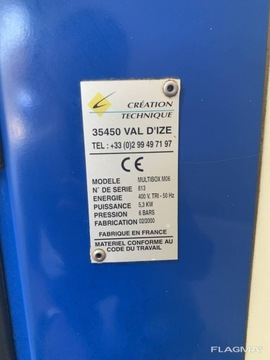 CRÉATION
TECHNIQUE
35450 VAL D'IZE
TEL : +33 (0)2 99 49 71 97
CE
MODELE MULTISOX M06
N° DE SERIE 613
ENERGIE 400 V, TRI - 50 Hz
PUISSANCE 5,3 KW
PRESSION 6 BARS
FABRICATION 02/2000
FABRIQUE EN FRANCE
MATERIEL CONFORME AU
CODE DU TRAVAIL
FLAGMA